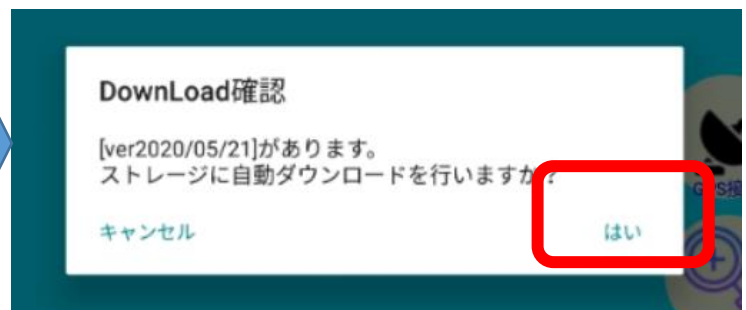 DownLoad確認
[ver2020/05/21]があります。
ストレージに自動ダウンロードを行いますか?
キャンセル
はい